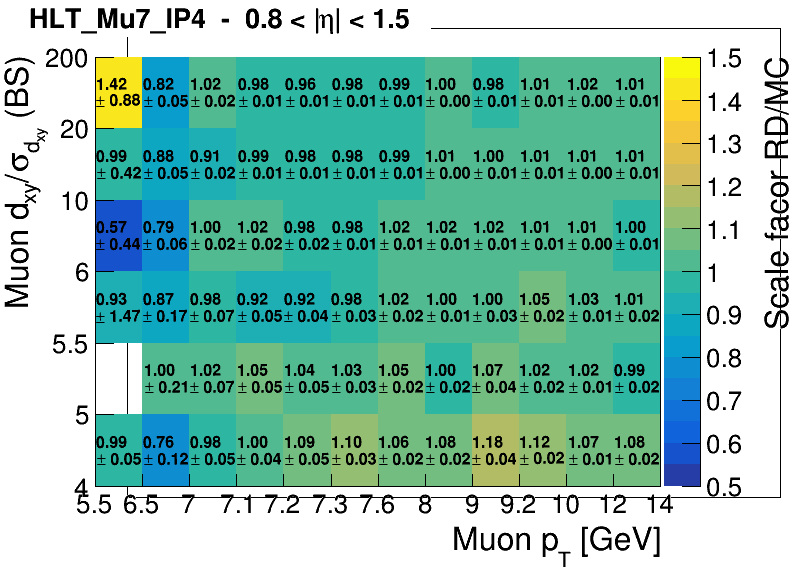 HLT_Mu7_IP4 - 0.8 < |η| < 1.5
Muon d_xy/σ_d_xy (BS)
200
20
10
6
5.5
5
4
1.42 0.82 1.02 0.98 0.96 0.98 0.99 1.00 0.98 1.01 1.02 1.01
± 0.88 ± 0.05 ± 0.02 ± 0.01 ± 0.01 ± 0.01 ± 0.01 ± 0.00 ± 0.01 ± 0.01 ± 0.00 ± 0.01
0.99 0.88 0.91 0.99 0.98 0.98 0.99 1.01 1.00 1.01 1.02 1.01
± 0.42 ± 0.05 ± 0.02 ± 0.01 ± 0.01 ± 0.01 ± 0.01 ± 0.01 ± 0.01 ± 0.01 ± 0.01 ± 0.01
0.57 0.79 1.00 1.02 0.98 0.98 1.02 1.02 1.02 1.01 1.01 1.00
± 0.44 ± 0.06 ± 0.02 ± 0.02 ± 0.02 ± 0.01 ± 0.01 ± 0.01 ± 0.01 ± 0.01 ± 0.00 ± 0.01
0.93 0.87 0.98 0.92 0.92 0.98 1.02 1.00 1.00 1.05 1.03 1.01
± 1.47 ± 0.17 ± 0.07 ± 0.05 ± 0.04 ± 0.03 ± 0.02 ± 0.01 ± 0.03 ± 0.02 ± 0.01 ± 0.02
1.00 1.02 1.05 1.04 1.03 1.05 1.00 1.07 1.02 1.02 0.99
± 0.21 ± 0.07 ± 0.05 ± 0.05 ± 0.03 ± 0.02 ± 0.02 ± 0.04 ± 0.02 ± 0.01 ± 0.02
0.99 0.76 0.98 1.00 1.09 1.10 1.06 1.08 1.18 1.12 1.07 1.08
± 0.05 ± 0.12 ± 0.05 ± 0.04 ± 0.05 ± 0.03 ± 0.02 ± 0.02 ± 0.04 ± 0.02 ± 0.01 ± 0.02
5.5 6.5 7 7.1 7.2 7.3 7.6 8 9 9.2 10 12 14
Muon p_T [GeV]
1.5
1.4
1.3
1.2
1.1
1
0.9
0.8
0.7
0.6
0.5
Scale facor RD/MC